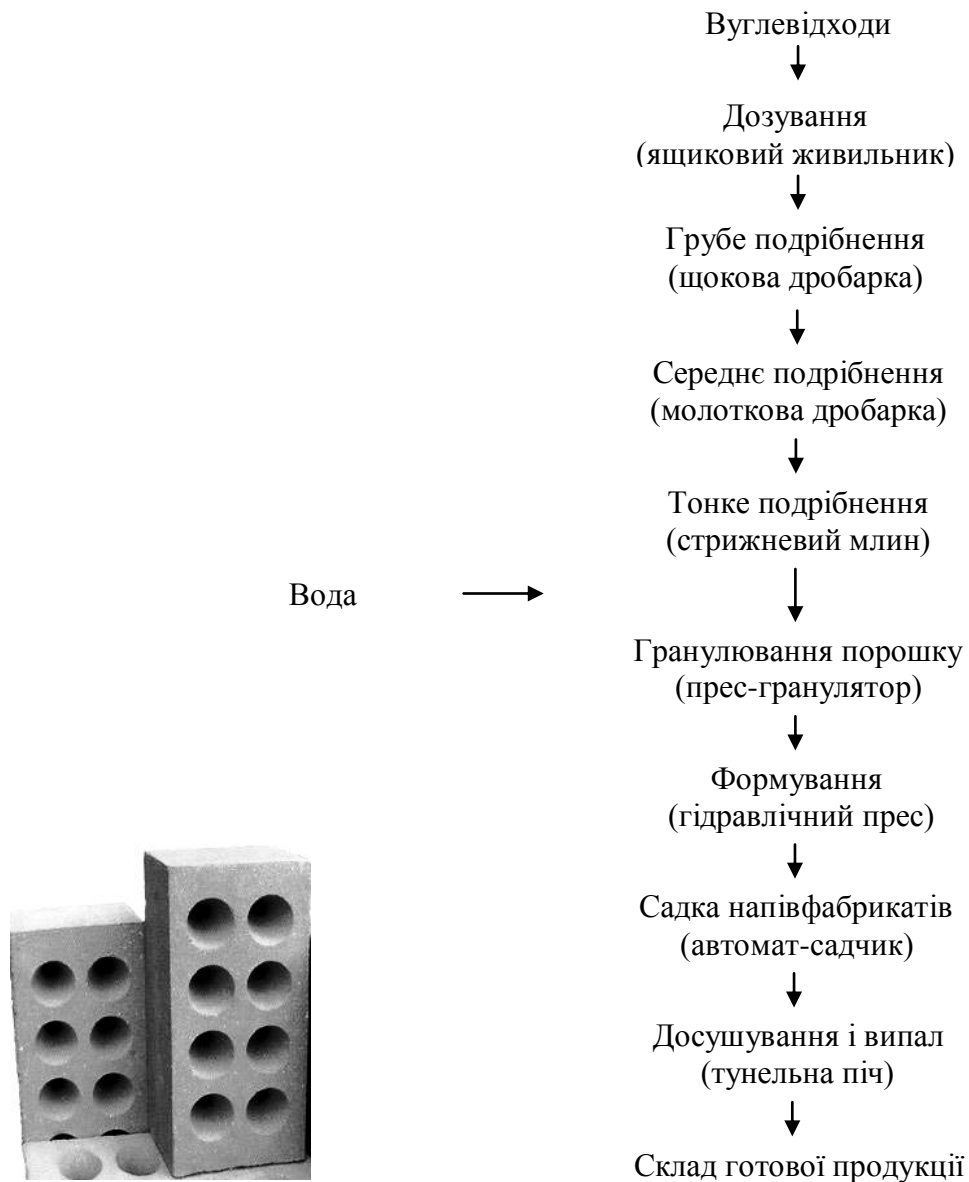 Вуглевідходи
Дозування
(ящиковий живильник)
Грубе подрібнення
(щокова дробарка)
Середнє подрібнення
(молоткова дробарка)
Тонке подрібнення
(стрижневий млин)
Вода
Гранулювання порошку
(прес-гранулятор)
Формування
(гідравлічний прес)
Садка напівфабрикатів
(автомат-садчик)
Досушування і випал
(тунельна піч)
Склад готової продукції